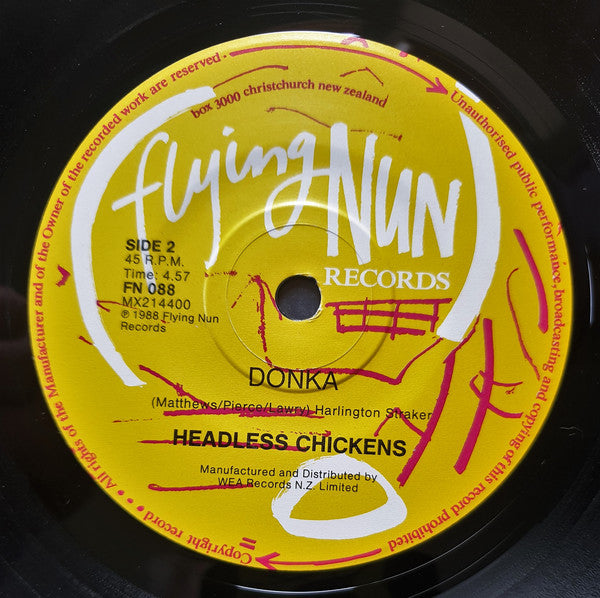 • • • All rights of the Manufacturer and of the Owner of the recorded work are reserved • Unauthorised public performance, broadcasting and copying of this record prohibited Copyright record •
box 3000 christchurch new zealand
flying NUN
RECORDS
SIDE 2
45 R.P.M.
Time: 4.57
FN 088
MX214400
℗ 1988 Flying Nun
Records
DONKA
(Matthews/Pierce/Lawry) Harlington Straker
HEADLESS CHICKENS
Manufactured and Distributed by
WEA Records N.Z. Limited